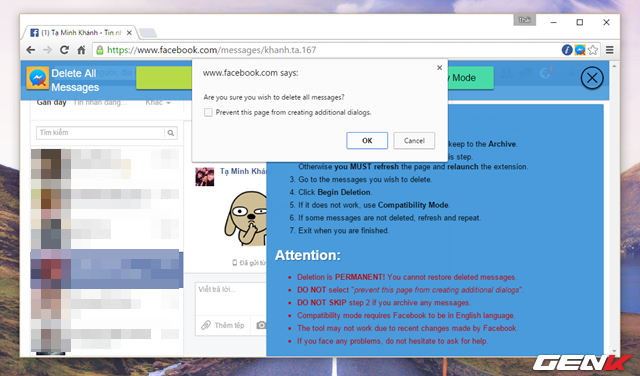 Thái
(1) Tạ Minh Khánh - Tin nh
https://www.facebook.com/messages/khanh.ta.167
Delete All
Messages
y Mode
www.facebook.com says:
Are you sure you wish to delete all messages?
Prevent this page from creating additional dialogs.
OK
Cancel
Gần đây
Tin nhắn đang...
Khác
Tìm kiếm
Tạ Minh Khánh
Đã gửi từ
Viết trả lời...
Thêm tệp
keep to the Archive.
this step.
Otherwise you MUST refresh the page and relaunch the extension.
3. Go to the messages you wish to delete.
4. Click Begin Deletion.
5. If it does not work, use Compatibility Mode.
6. If some messages are not deleted, refresh and repeat.
7. Exit when you are finished.
Attention:
• Deletion is PERMANENT! You cannot restore deleted messages.
• DO NOT select "prevent this page from creating additional dialogs".
• DO NOT SKIP step 2 if you archive any messages.
• Compatibility mode requires Facebook to be in English language.
• The tool may not work due to recent changes made by Facebook.
• If you face any problems, do not hesitate to ask for help.
GENK